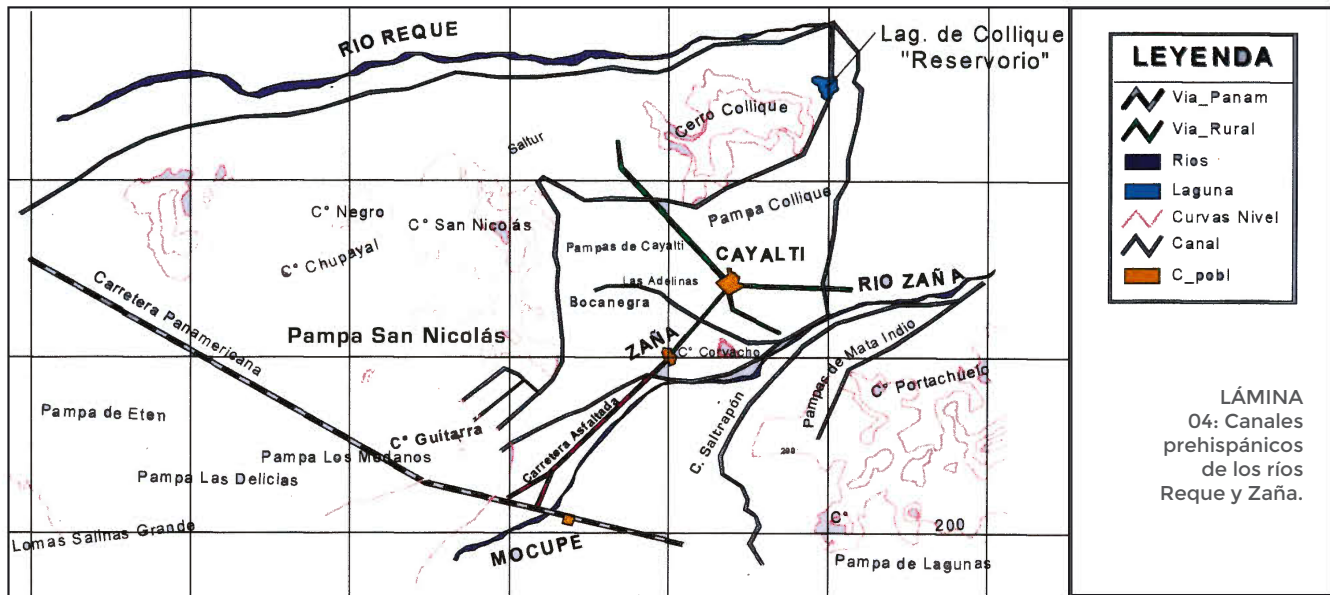 RIO REQUE
Lag. de Collique
"Reservorio"
Cerro Collique
Saltur
Pampa Collique
C° Negro
C° San Nicolás
C° Chupayal
Pampas de Cayalti
CAYALTI
Las Adelinas
Bocanegra
RIO ZAÑA
Carretera Panamericana
Pampa San Nicolás
ZAÑA
C° Corvacho
Pampas de Mata Indio
C° Portachuelo
Pampa de Eten
C° Guitarra
Carretera Asfaltada
C. Saltrapón
200
Pampa Los Médanos
Pampa Las Delicias
Lomas Salinas Grande
MOCUPE
C°
200
Pampa de Lagunas
LEYENDA
Via_Panam
Via_Rural
Rios
Laguna
Curvas Nivel
Canal
C_pobl
LÁMINA
04: Canales
prehispánicos
de los ríos
Reque y Zaña.